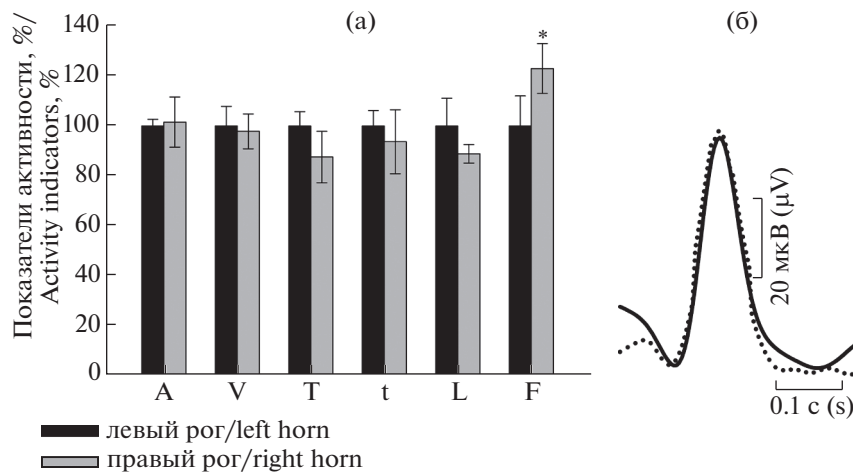 Показатели активности, %/
Activity indicators, %
(а)
140
120
100
80
60
40
20
0
*
A
V
T
t
L
F
левый рог/left horn
правый рог/right horn
(б)
20 мкВ (μV)
0.1 с (s)